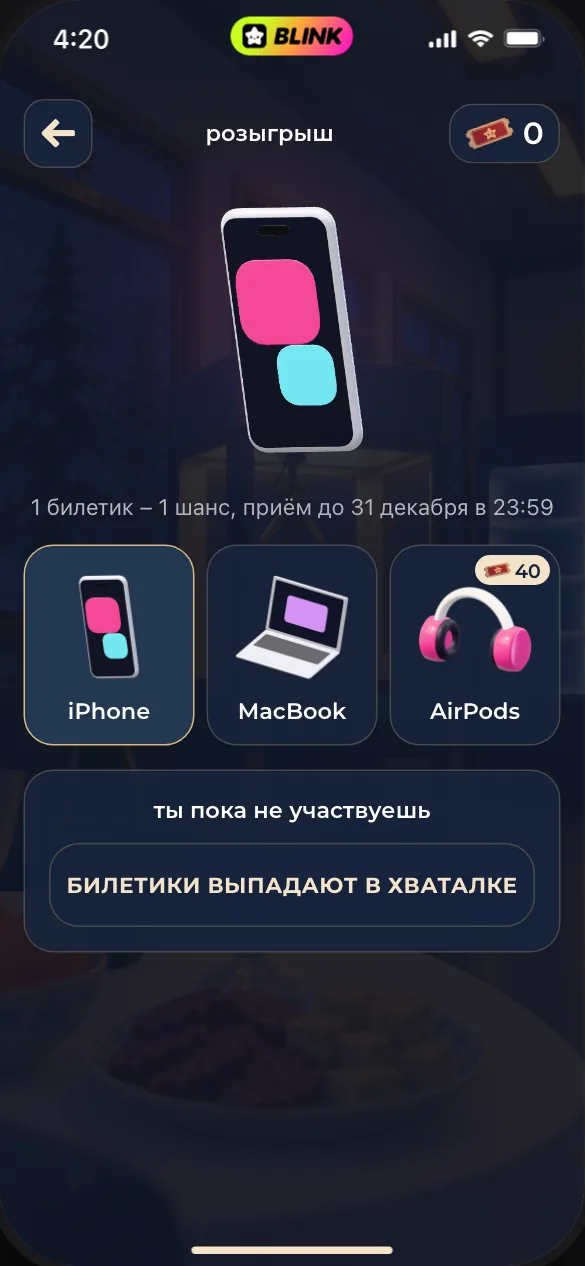 4:20
BLINK
розыгрыш
0
1 билетик – 1 шанс, приём до 31 декабря в 23:59
40
iPhone
MacBook
AirPods
ты пока не участвуешь
БИЛЕТИКИ ВЫПАДАЮТ В ХВАТАЛКЕ